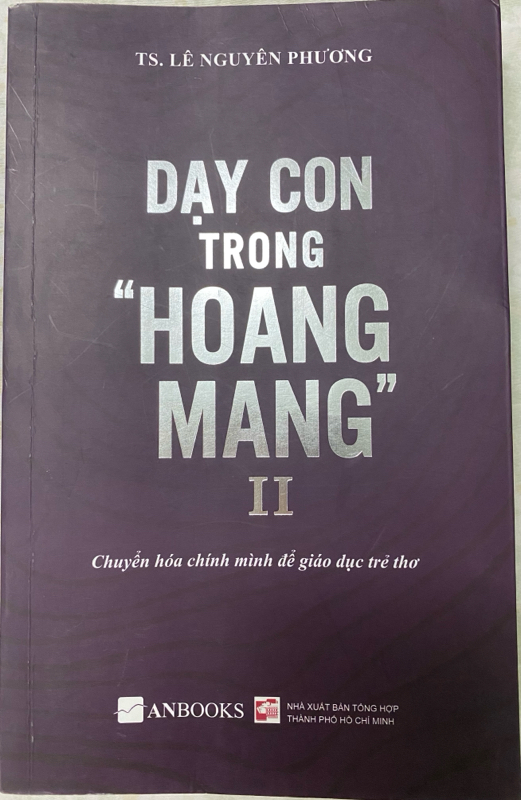 TS. LÊ NGUYÊN PHƯƠNG
DẠY CON
TRONG
“HOANG
MANG”
II
Chuyển hóa chính mình để giáo dục trẻ thơ
ANBOOKS
NHÀ XUẤT BẢN TỔNG HỢP
THÀNH PHỐ HỒ CHÍ MINH